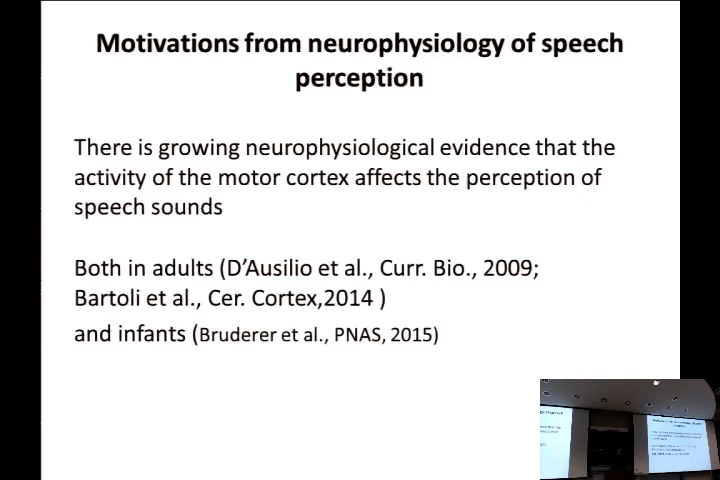 Motivations from neurophysiology of speech
perception
There is growing neurophysiological evidence that the
activity of the motor cortex affects the perception of
speech sounds
Both in adults (D’Ausilio et al., Curr. Bio., 2009;
Bartoli et al., Cer. Cortex,2014 )
and infants (Bruderer et al., PNAS, 2015)